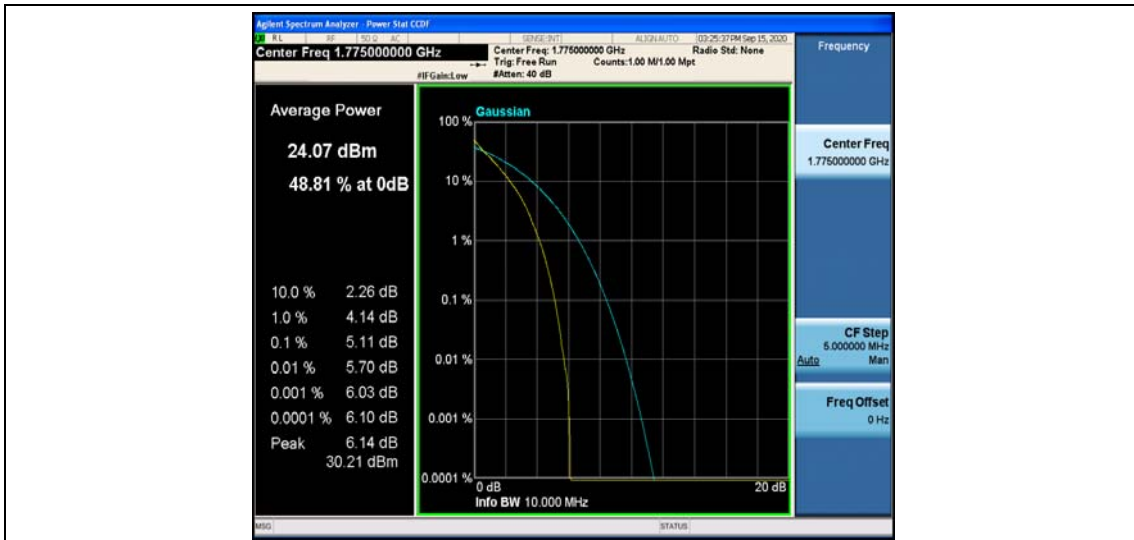 Agilent Spectrum Analyzer - Power Stat CCDF
RL RF 50 Ω AC SENSE:INT ALIGN AUTO 03:25:37 PM Sep 15, 2020
Center Freq 1.775000000 GHz
Center Freq: 1.775000000 GHz Radio Std: None
Trig: Free Run Counts:1.00 M/1.00 Mpt
#IFGain:Low #Atten: 40 dB
Frequency
Average Power
24.07 dBm
48.81 % at 0dB
10.0 % 2.26 dB
1.0 % 4.14 dB
0.1 % 5.11 dB
0.01 % 5.70 dB
0.001 % 6.03 dB
0.0001 % 6.10 dB
Peak 6.14 dB
30.21 dBm
Gaussian
100 %
10 %
1 %
0.1 %
0.01 %
0.001 %
0.0001 %
0 dB 20 dB
Info BW 10.000 MHz
Center Freq
1.775000000 GHz
CF Step
5.000000 MHz
Auto Man
Freq Offset
0 Hz
MSG STATUS